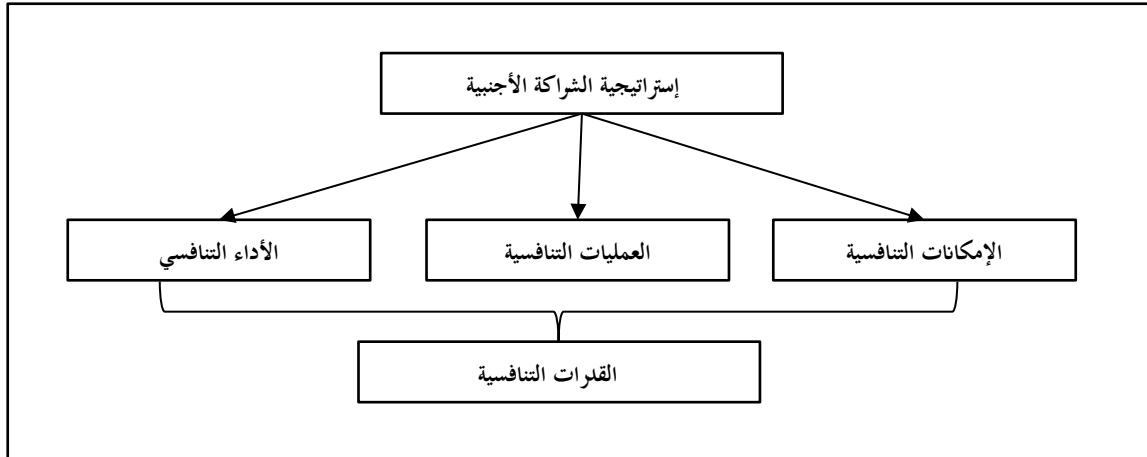 إستراتيجية الشراكة الأجنبية
الإمكانات التنافسية
العمليات التنافسية
الأداء التنافسي
القدرات التنافسية